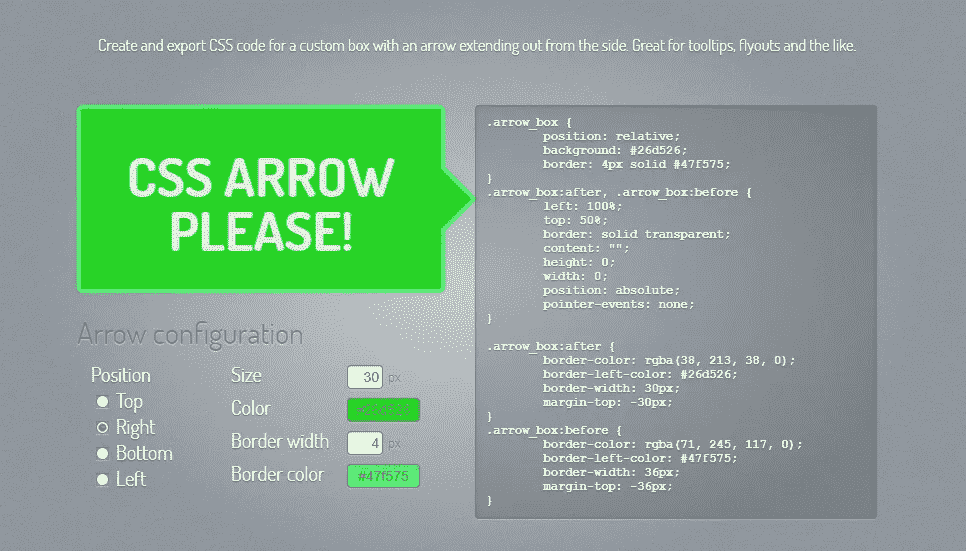 Create and export CSS code for a custom box with an arrow extending out from the side. Great for tooltips, flyouts and the like.
CSS ARROW
PLEASE!
Arrow configuration
Position
Top
Right
Bottom
Left
Size 30 px
Color #26d526
Border width 4 px
Border color #47f575
.arrow_box {
position: relative;
background: #26d526;
border: 4px solid #47f575;
}
.arrow_box:after, .arrow_box:before {
left: 100%;
top: 50%;
border: solid transparent;
content: "";
height: 0;
width: 0;
position: absolute;
pointer-events: none;
}
.arrow_box:after {
border-color: rgba(38, 213, 38, 0);
border-left-color: #26d526;
border-width: 30px;
margin-top: -30px;
}
.arrow_box:before {
border-color: rgba(71, 245, 117, 0);
border-left-color: #47f575;
border-width: 36px;
margin-top: -36px;
}